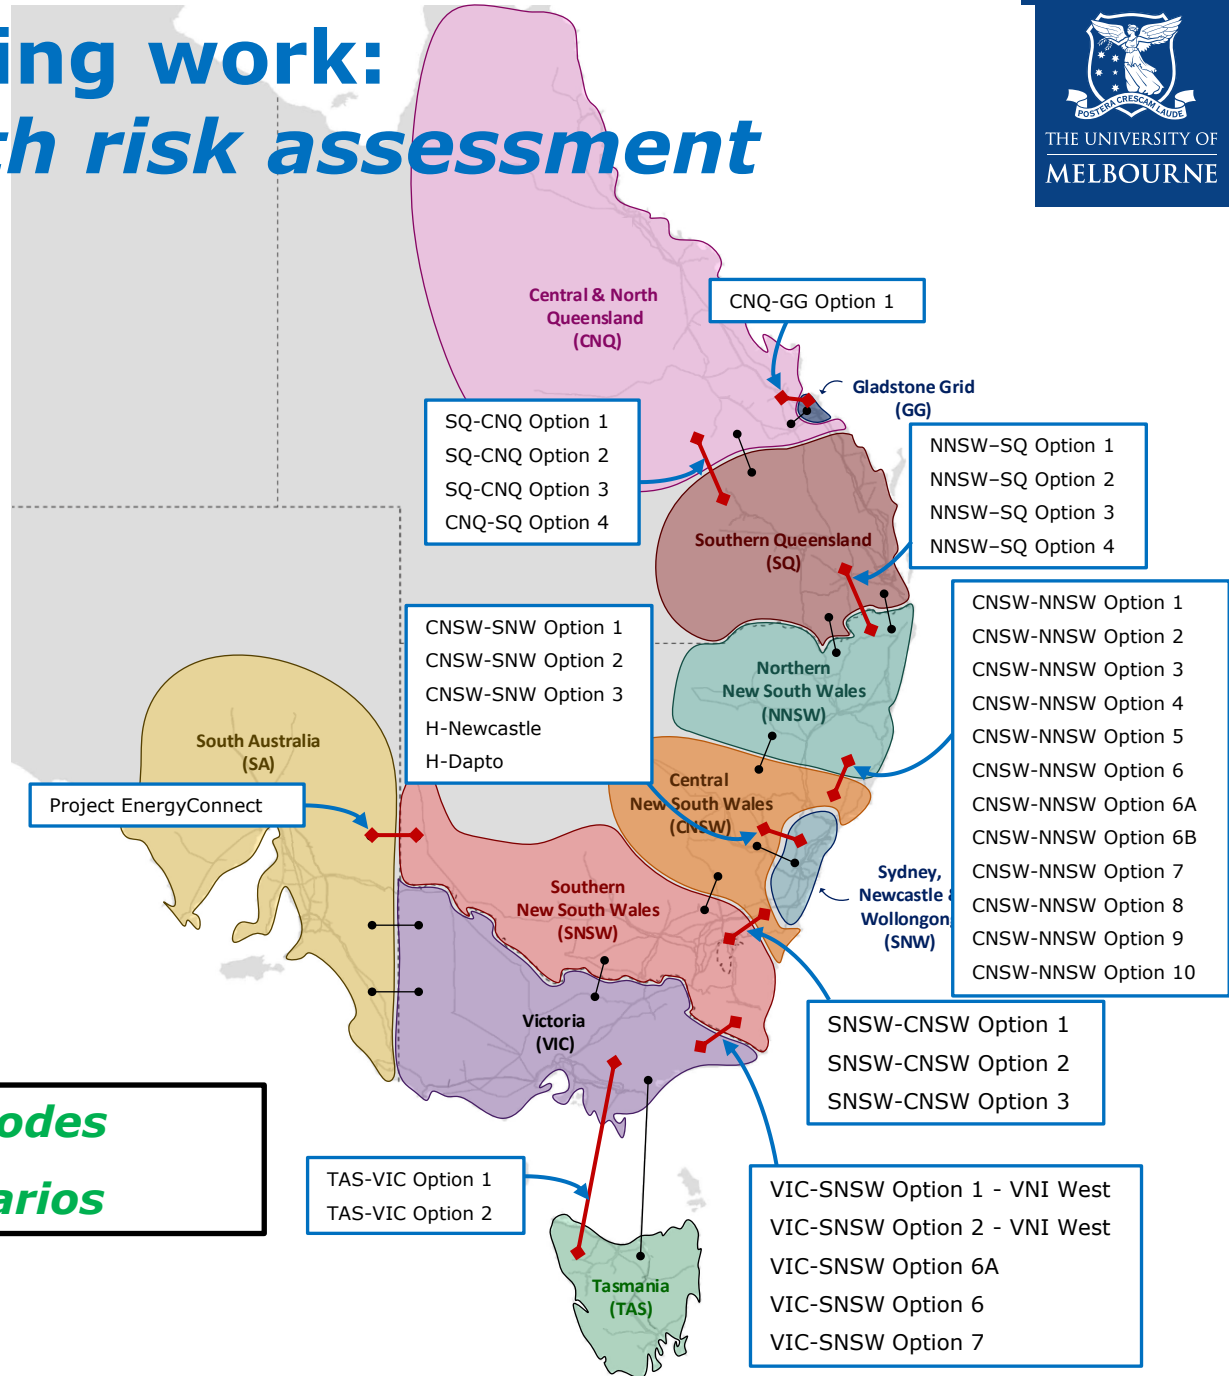 ing work:
th risk assessment
POSTERA CRESCAM LAUDE
THE UNIVERSITY OF
MELBOURNE
Central & North
Queensland
(CNQ)
CNQ-GG Option 1
Gladstone Grid
(GG)
SQ-CNQ Option 1
SQ-CNQ Option 2
SQ-CNQ Option 3
CNQ-SQ Option 4
NNSW–SQ Option 1
NNSW–SQ Option 2
NNSW–SQ Option 3
NNSW–SQ Option 4
Southern Queensland
(SQ)
CNSW-NNSW Option 1
CNSW-NNSW Option 2
CNSW-NNSW Option 3
CNSW-NNSW Option 4
CNSW-NNSW Option 5
CNSW-NNSW Option 6
CNSW-NNSW Option 6A
CNSW-NNSW Option 6B
CNSW-NNSW Option 7
CNSW-NNSW Option 8
CNSW-NNSW Option 9
CNSW-NNSW Option 10
CNSW-SNW Option 1
CNSW-SNW Option 2
CNSW-SNW Option 3
H-Newcastle
H-Dapto
Northern
New South Wales
(NNSW)
South Australia
(SA)
Project EnergyConnect
Central
New South Wales
(CNSW)
Sydney,
Newcastle
Wollongon
(SNW)
Southern
New South Wales
(SNSW)
Victoria
(VIC)
SNSW-CNSW Option 1
SNSW-CNSW Option 2
SNSW-CNSW Option 3
odes
arios
TAS-VIC Option 1
TAS-VIC Option 2
VIC-SNSW Option 1 - VNI West
VIC-SNSW Option 2 - VNI West
VIC-SNSW Option 6A
VIC-SNSW Option 6
VIC-SNSW Option 7
Tasmania
(TAS)